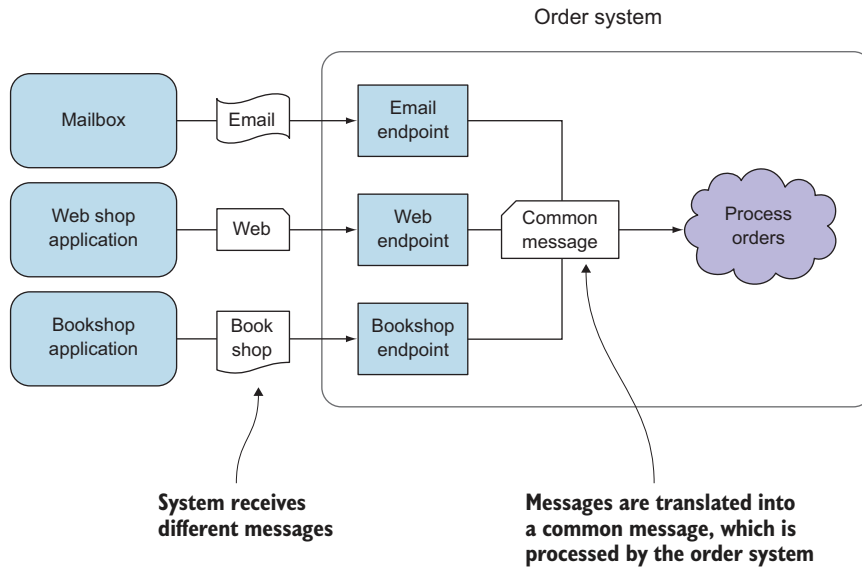 Order system
Mailbox
Email
Email
endpoint
Web shop
application
Web
Web
endpoint
Common
message
Process
orders
Bookshop
application
Book
shop
Bookshop
endpoint
System receives
different messages
Messages are translated into
a common message, which is
processed by the order system